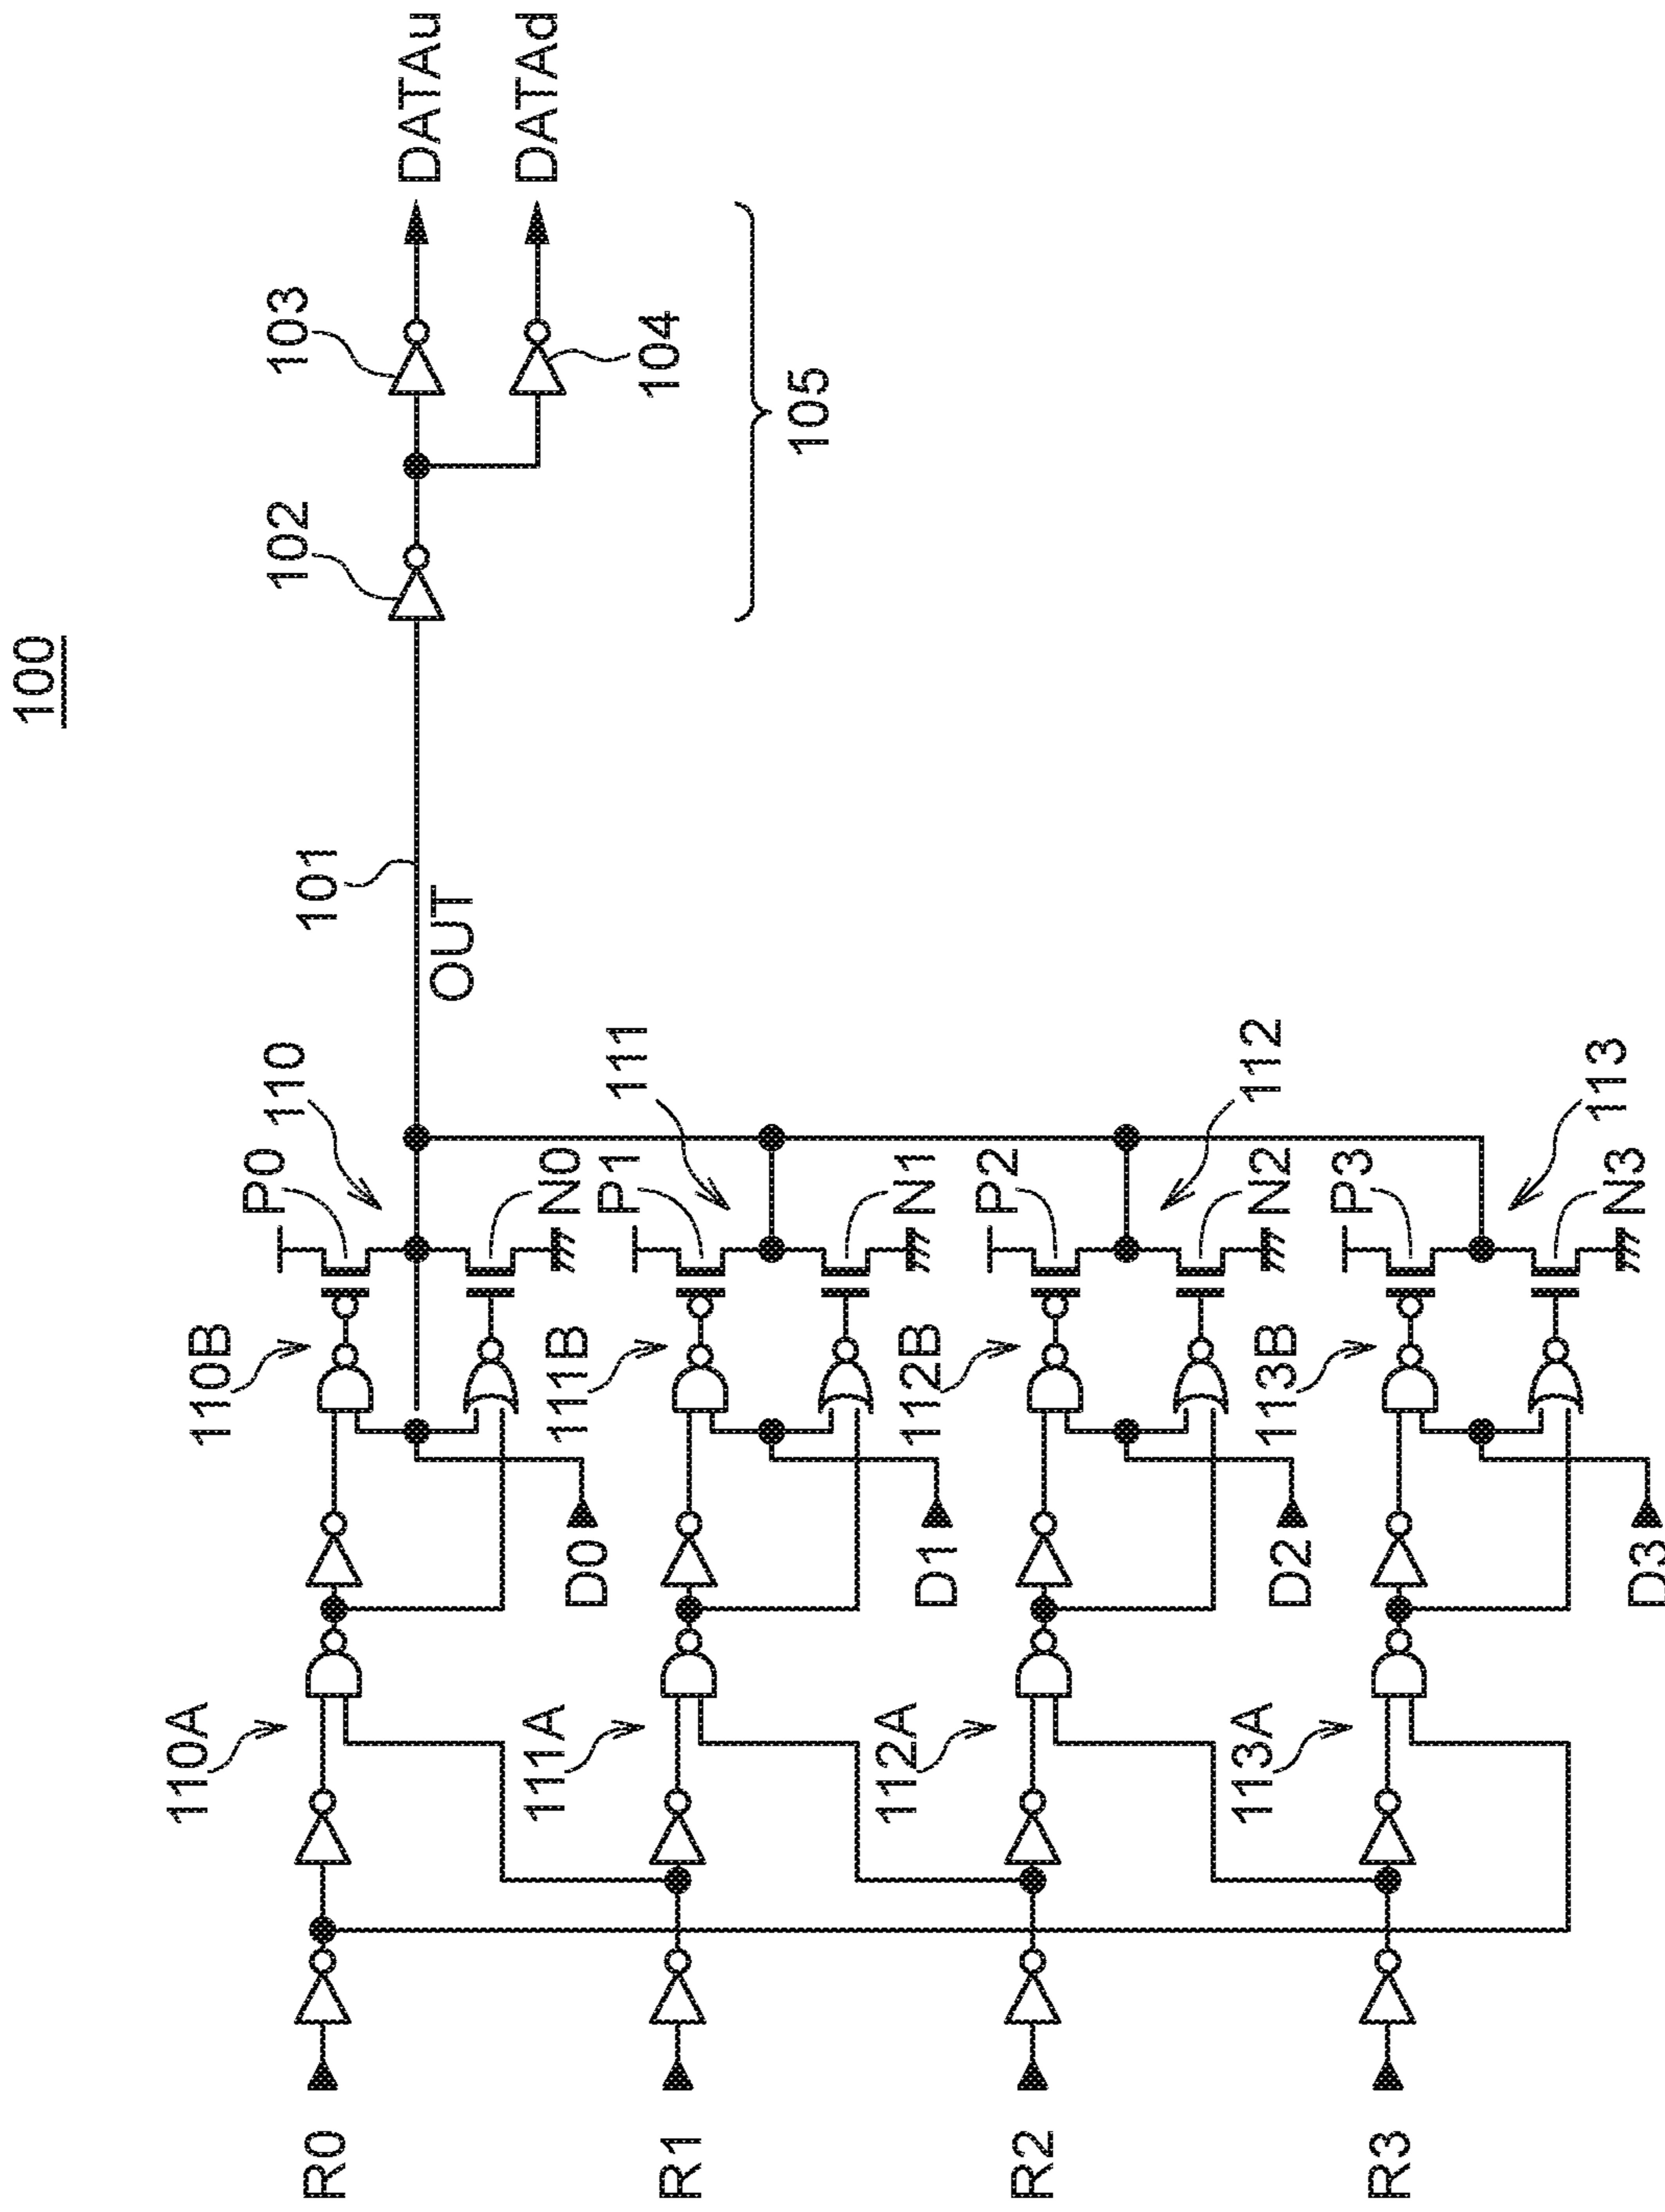 100
DATAu
DATAd
103
104
102
105
101
OUT
110
111
112
113
P0
N0
P1
N1
P2
N2
P3
N3
110B
111B
112B
113B
D0
D1
D2
D3
110A
111A
112A
113A
R0
R1
R2
R3